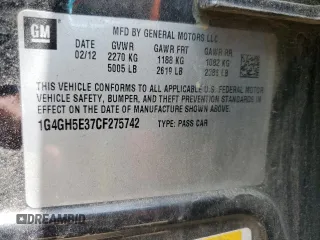 GM
MFD BY GENERAL MOTORS LLC
DATE GVWR GAWR FRT GAWR RR
02/12 2270 KG 1188 KG 1082 KG
5005 LB 2619 LB 2281 LB
THIS VEHICLE CONFORMS TO ALL APPLICABLE U.S. FEDERAL MOTOR
VEHICLE SAFETY, BUMPER, AND THEFT PREVENTION STANDARDS
IN EFFECT ON THE DATE OF MANUFACTURE SHOWN ABOVE.
1G4GH5E37CF275742 TYPE: PASS CAR
DREAMBID